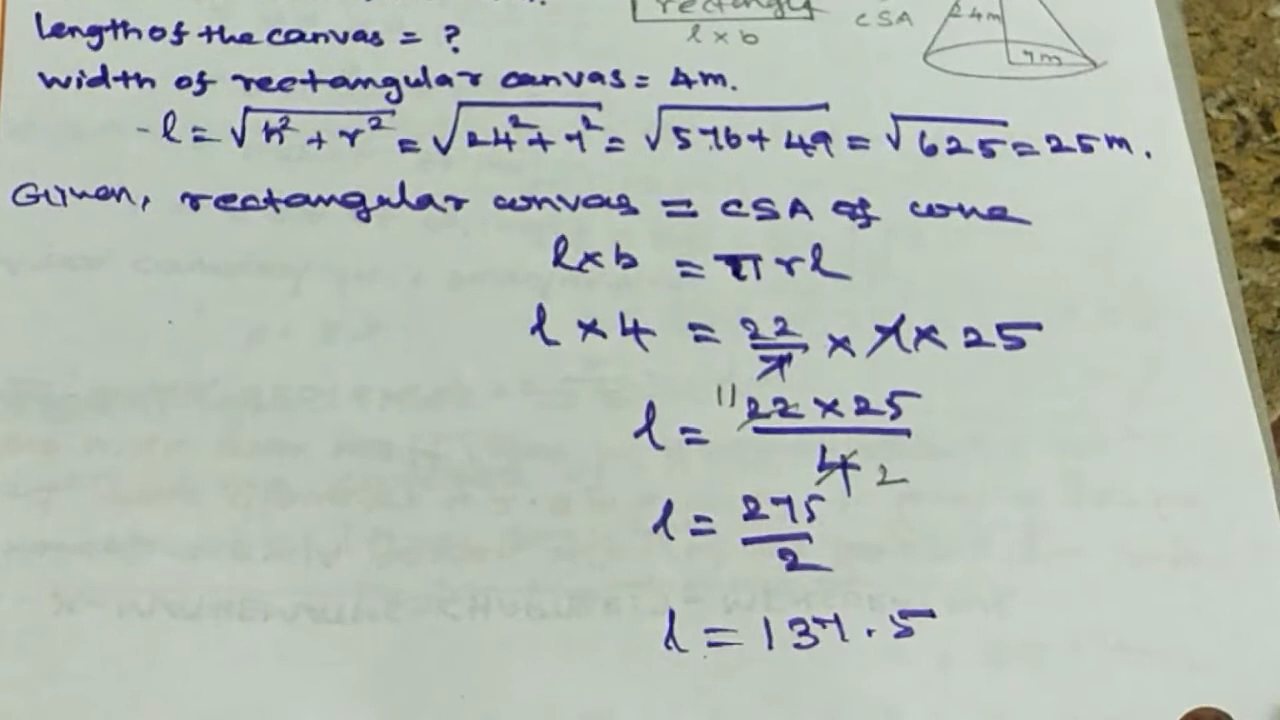 rectangle
l × b
CSA
24m
7m
length of the canvas = ?
width of rectangular canvas = 4m.
- l = √h² + r² = √24² + 7² = √576 + 49 = √625 = 25m.
Given, rectangular canvas = CSA of cone
l×b = πrl
l × 4 = 22/7 × 7 × 25
l = 11 22 × 25 / 4 2
l = 275/2
l = 137.5